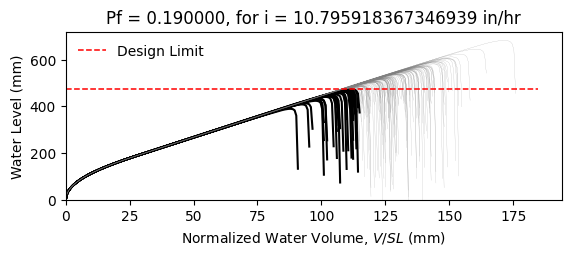 Pf = 0.190000, for i = 10.795918367346939 in/hr
Design Limit
Water Level (mm)
600
400
200
0
0 25 50 75 100 125 150 175
Normalized Water Volume, V/SL (mm)